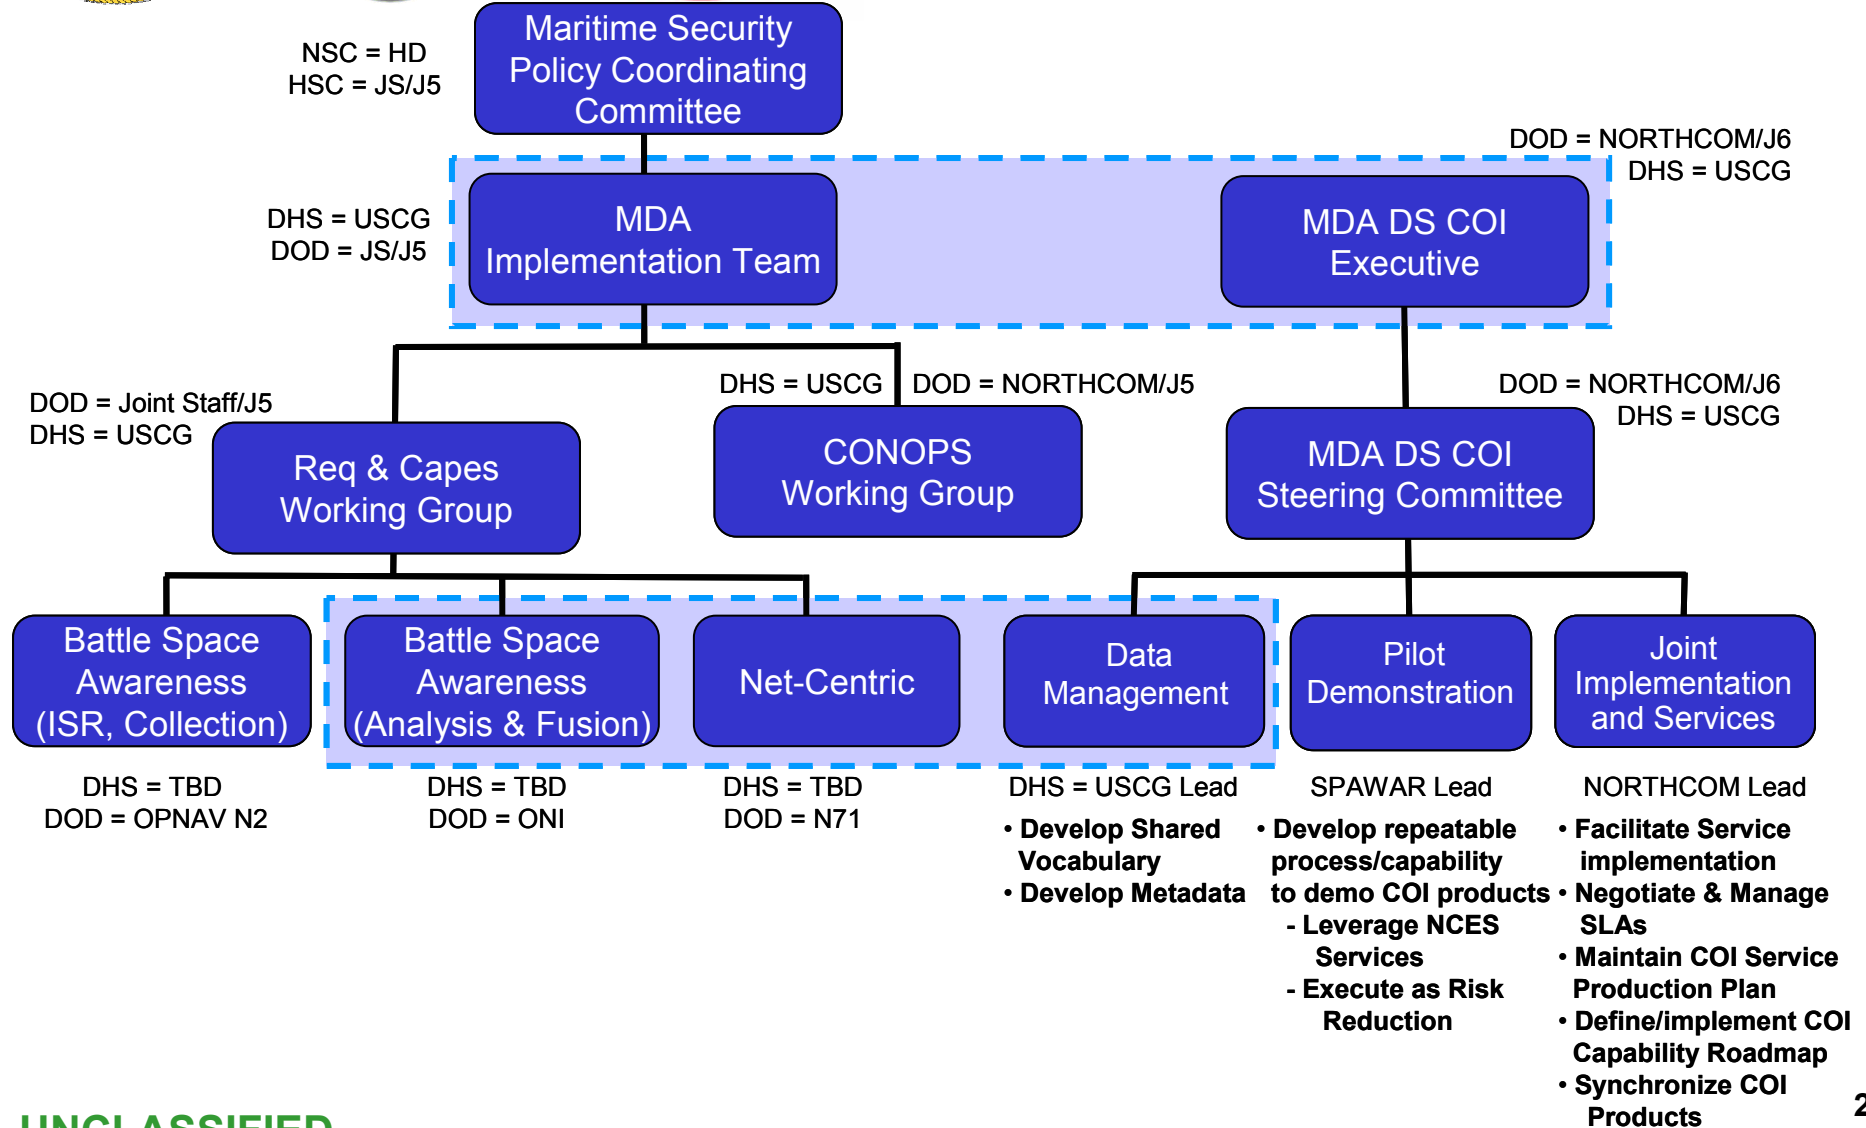 Maritime Security
Policy Coordinating
Committee
NSC = HD
HSC = JS/J5
DOD = NORTHCOM/J6
DHS = USCG
DHS = USCG
DOD = JS/J5
MDA
Implementation Team
MDA DS COI
Executive
DOD = Joint Staff/J5
DHS = USCG
DHS = USCG
DOD = NORTHCOM/J5
DOD = NORTHCOM/J6
DHS = USCG
Req & Capes
Working Group
CONOPS
Working Group
MDA DS COI
Steering Committee
Battle Space
Awareness
(ISR, Collection)
Battle Space
Awareness
(Analysis & Fusion)
Net-Centric
Data
Management
Pilot
Demonstration
Joint
Implementation
and Services
DHS = TBD
DOD = OPNAV N2
DHS = TBD
DOD = ONI
DHS = TBD
DOD = N71
DHS = USCG Lead
• Develop Shared
Vocabulary
• Develop Metadata
SPAWAR Lead
• Develop repeatable
process/capability
to demo COI products
- Leverage NCES
Services
- Execute as Risk
Reduction
NORTHCOM Lead
• Facilitate Service
implementation
• Negotiate & Manage
SLAs
• Maintain COI Service
Production Plan
• Define/implement COI
Capability Roadmap
• Synchronize COI
Products
UNCLASSIFIED
2